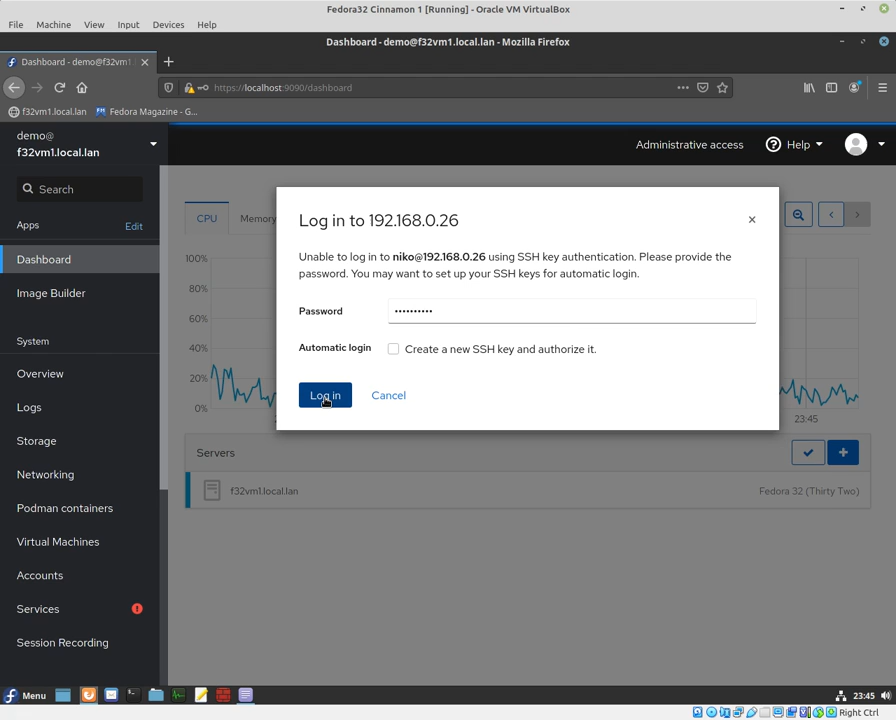 Fedora32 Cinnamon 1 [Running] - Oracle VM VirtualBox
File Machine View Input Devices Help
Dashboard - demo@f32vm1.local.lan - Mozilla Firefox
Dashboard - demo@f32vm1.
https://localhost:9090/dashboard
f32vm1.local.lan
Fedora Magazine - G...
demo@
f32vm1.local.lan
Administrative access
Help
Search
Apps
Edit
Dashboard
Image Builder
System
Overview
Logs
Storage
Networking
Podman containers
Virtual Machines
Accounts
Services
Session Recording
CPU
Memory
100%
80%
60%
40%
20%
0%
23:45
Log in to 192.168.0.26
Unable to log in to niko@192.168.0.26 using SSH key authentication. Please provide the
password. You may want to set up your SSH keys for automatic login.
Password ••••••••••
Automatic login Create a new SSH key and authorize it.
Log in
Cancel
Servers
f32vm1.local.lan
Fedora 32 (Thirty Two)
Menu
23:45
Right Ctrl